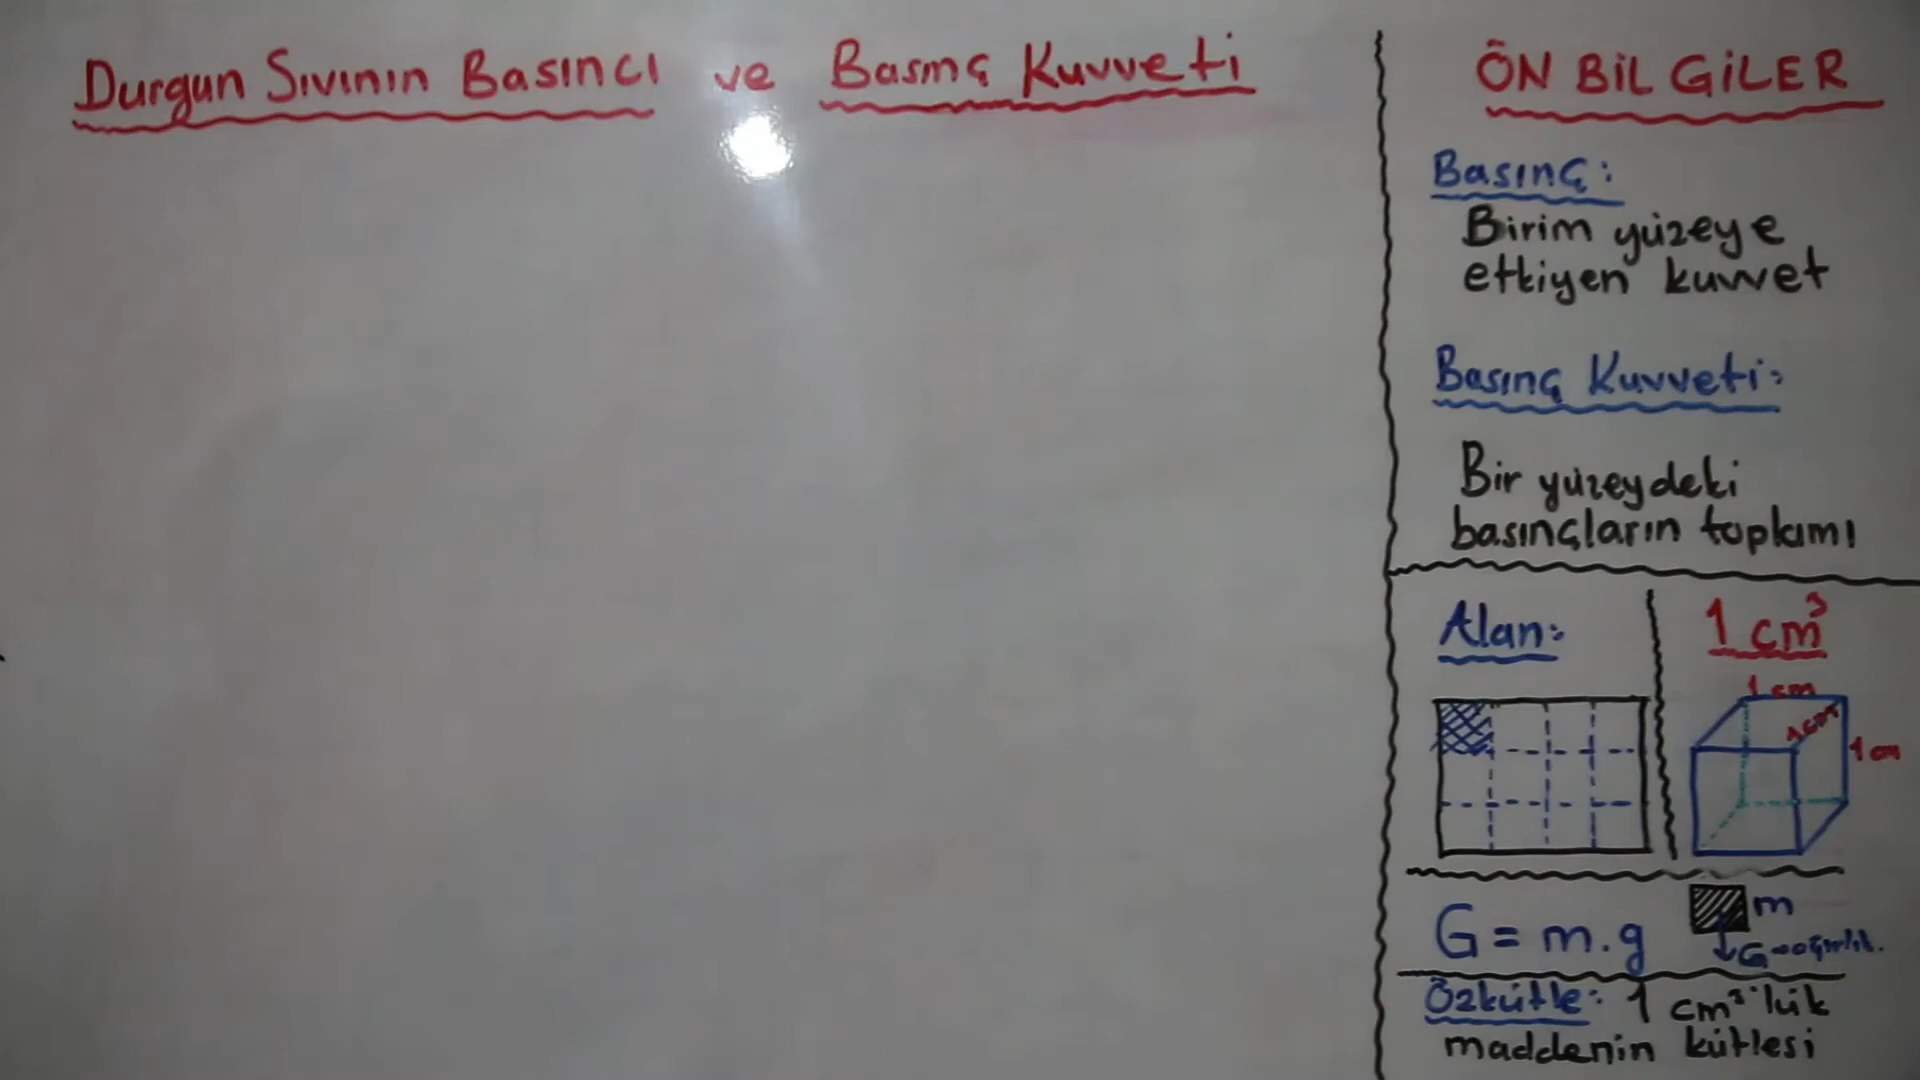 Durgun Sıvının Basıncı ve Basınç Kuvveti
ÖN BİLGİLER
Basınç:
Birim yüzeye
etkiyen kuvvet
Basınç Kuvveti:
Bir yüzeydeki
basınçların toplamı
Alan:
1 cm³
1 cm
1 cm
1 cm
G = m.g
m
G
Özkütle: 1 cm³'lük
maddenin kütlesi